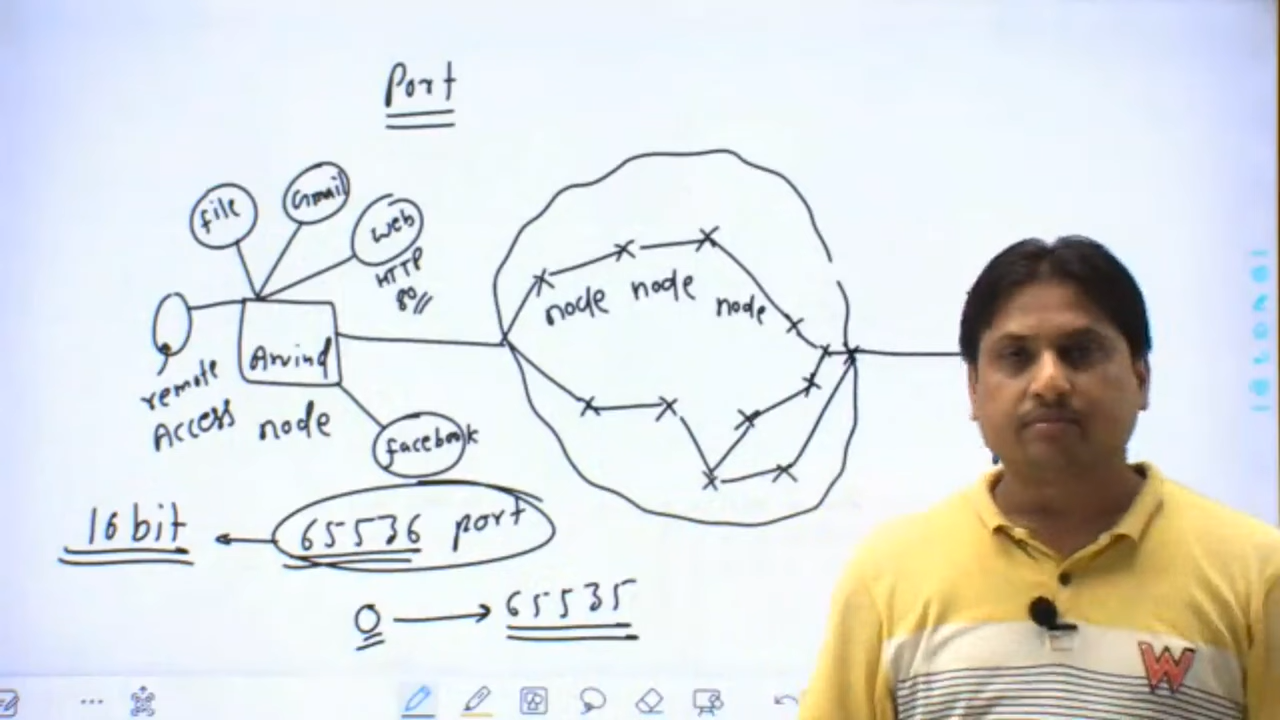 Port
file
Gmail
web
HTTP
80
node node node
Arvind
remote
Access
node
facebook
16 bit
65536 port
0
65535
W